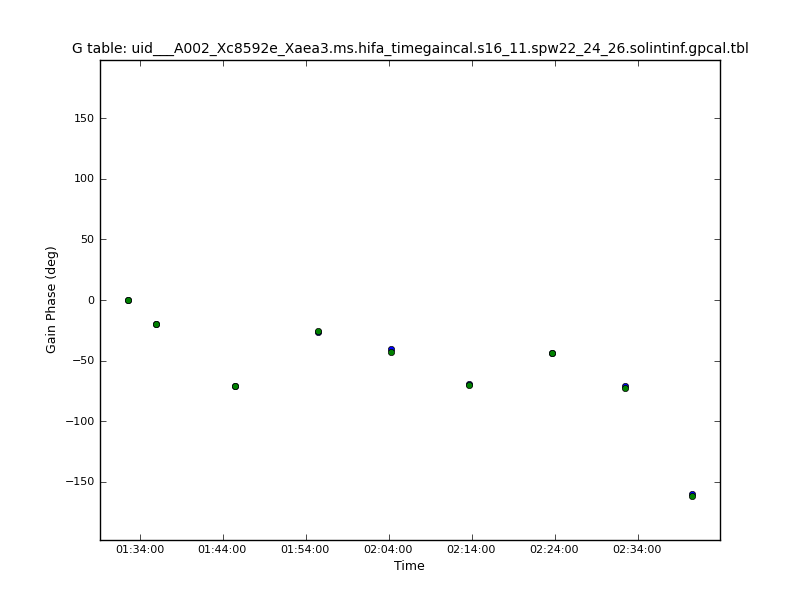 G table: uid___A002_Xc8592e_Xaea3.ms.hifa_timegaincal.s16_11.spw22_24_26.solintinf.gpcal.tbl
150
100
50
0
−50
−100
−150
Gain Phase (deg)
01:34:00 01:44:00 01:54:00 02:04:00 02:14:00 02:24:00 02:34:00
Time